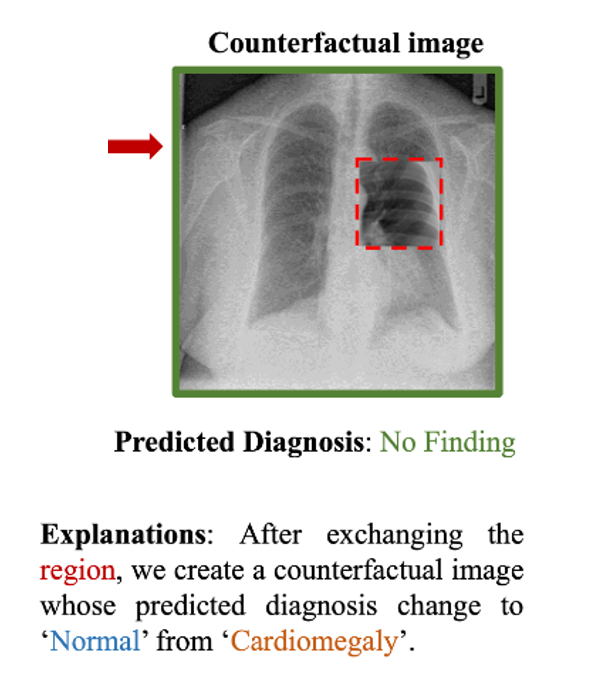 Counterfactual image
Predicted Diagnosis: No Finding
Explanations: After exchanging the
region, we create a counterfactual image
whose predicted diagnosis change to
‘Normal’ from ‘Cardiomegaly’.